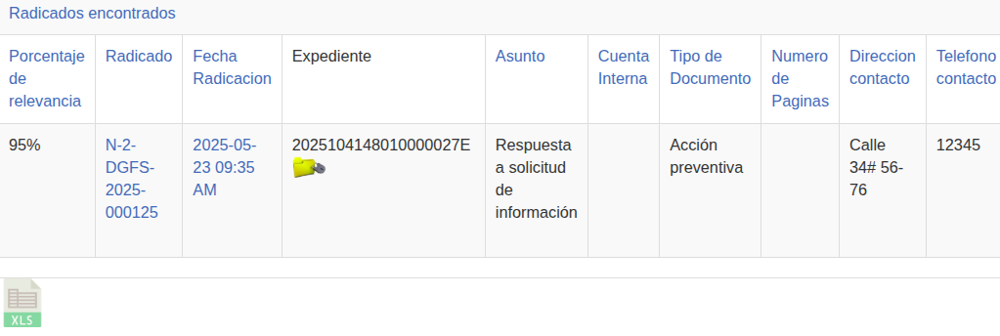 Radicados encontrados
Porcentaje de relevancia
Radicado
Fecha Radicacion
Expediente
Asunto
Cuenta Interna
Tipo de Documento
Numero de Paginas
Direccion contacto
Telefono contacto
95%
N-2-
DGFS-
2025-
000125
2025-05-
23 09:35
AM
2025104148010000027E
Respuesta
a solicitud
de
información
Acción
preventiva
Calle
34# 56-
76
12345
XLS